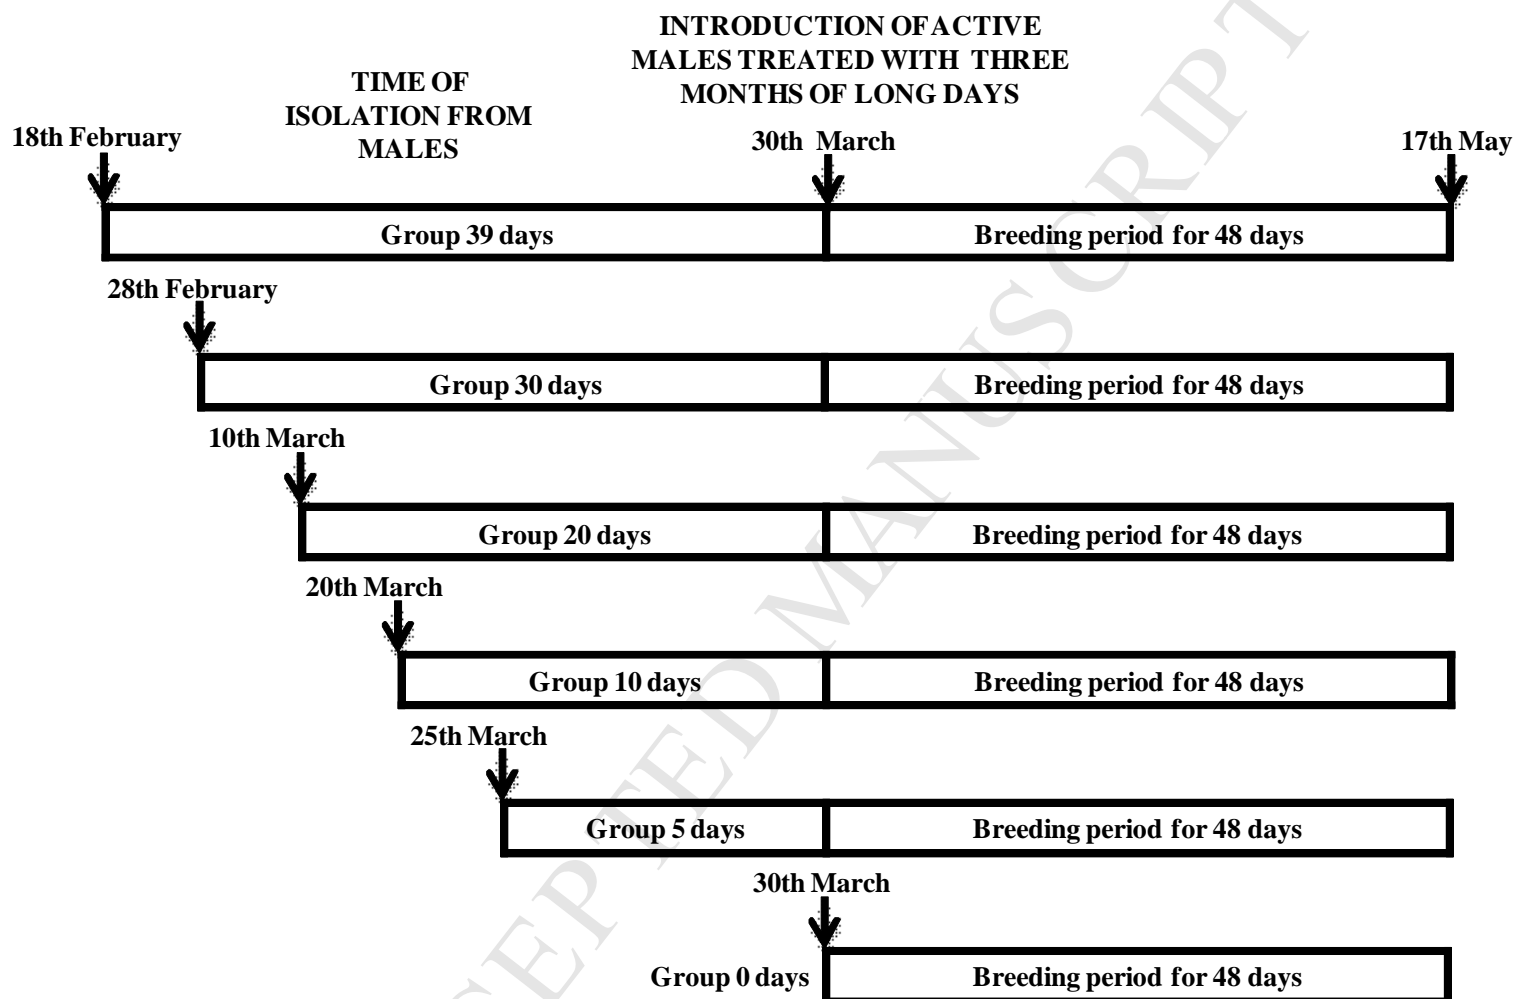 INTRODUCTION OF ACTIVE
MALES TREATED WITH THREE
MONTHS OF LONG DAYS
TIME OF
ISOLATION FROM
MALES
18th February
30th March
17th May
Group 39 days
Breeding period for 48 days
28th February
Group 30 days
Breeding period for 48 days
10th March
Group 20 days
Breeding period for 48 days
20th March
Group 10 days
Breeding period for 48 days
25th March
Group 5 days
Breeding period for 48 days
30th March
Group 0 days
Breeding period for 48 days
EPTED MANUSCRIPT